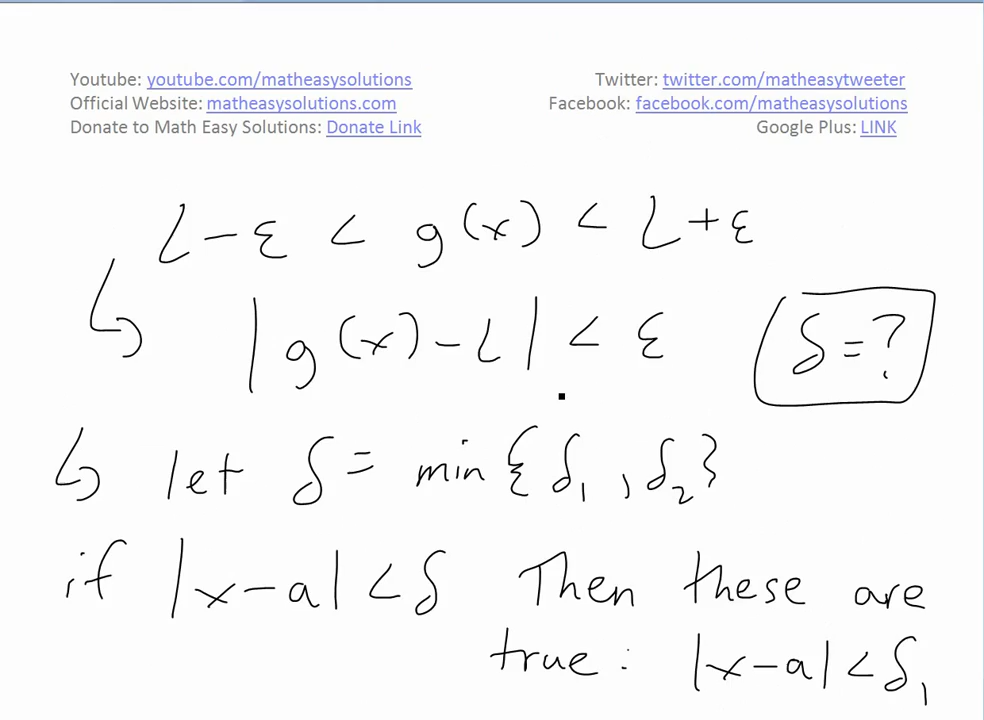 Youtube: youtube.com/matheasysolutions Twitter: twitter.com/matheasytweeter
Official Website: matheasysolutions.com Facebook: facebook.com/matheasysolutions
Donate to Math Easy Solutions: Donate Link Google Plus: LINK
L - ε < g(x) < L + ε
|g(x) - L| < ε δ = ?
let δ = min{δ₁, δ₂}
if |x - a| < δ Then these are
true: |x - a| < δ₁